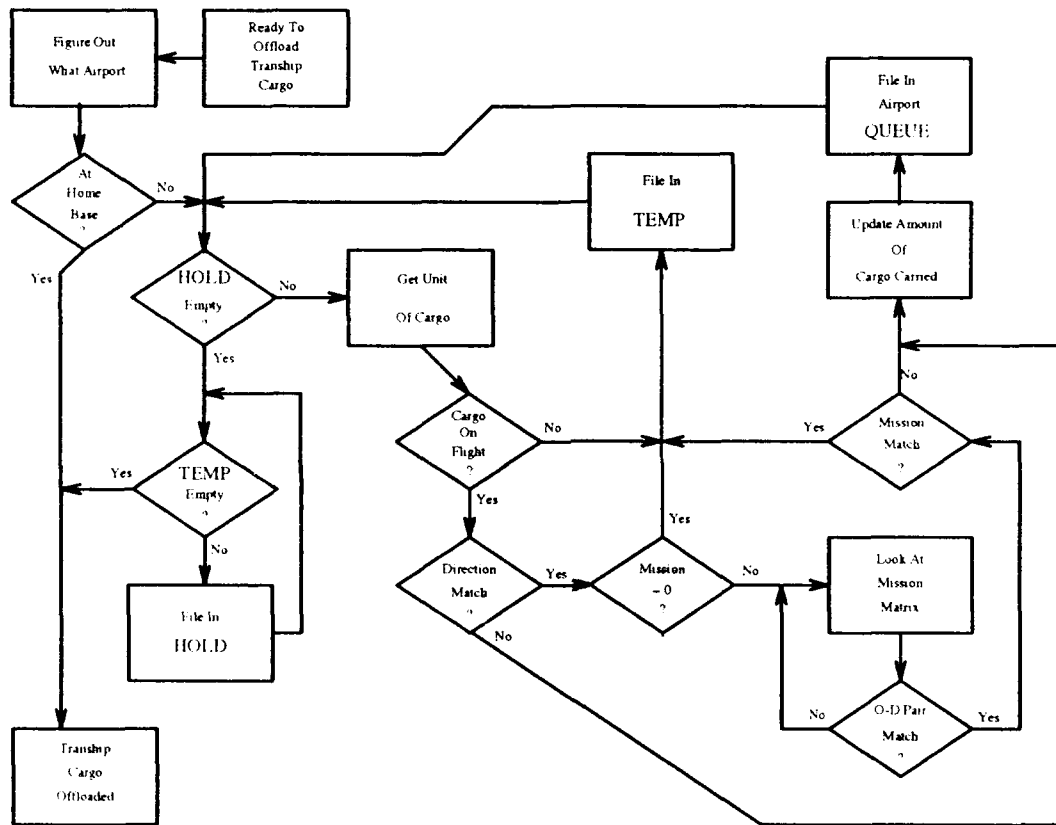 Figure Out
What Airport
Ready To
Offload
Tranship
Cargo
File In
Airport
QUEUE
At
Home
Base
?
No
Yes
File In
TEMP
Update Amount
Of
Cargo Carried
HOLD
Empty
?
No
Yes
Get Unit
Of Cargo
No
Cargo
On
Flight
?
No
Yes
Yes
Mission
Match
?
TEMP
Empty
?
Yes
No
Direction
Match
?
Yes
No
Yes
Mission
= 0
?
No
Look At
Mission
Matrix
File In
HOLD
O-D Pair
Match
?
No
Yes
Tranship
Cargo
Offloaded